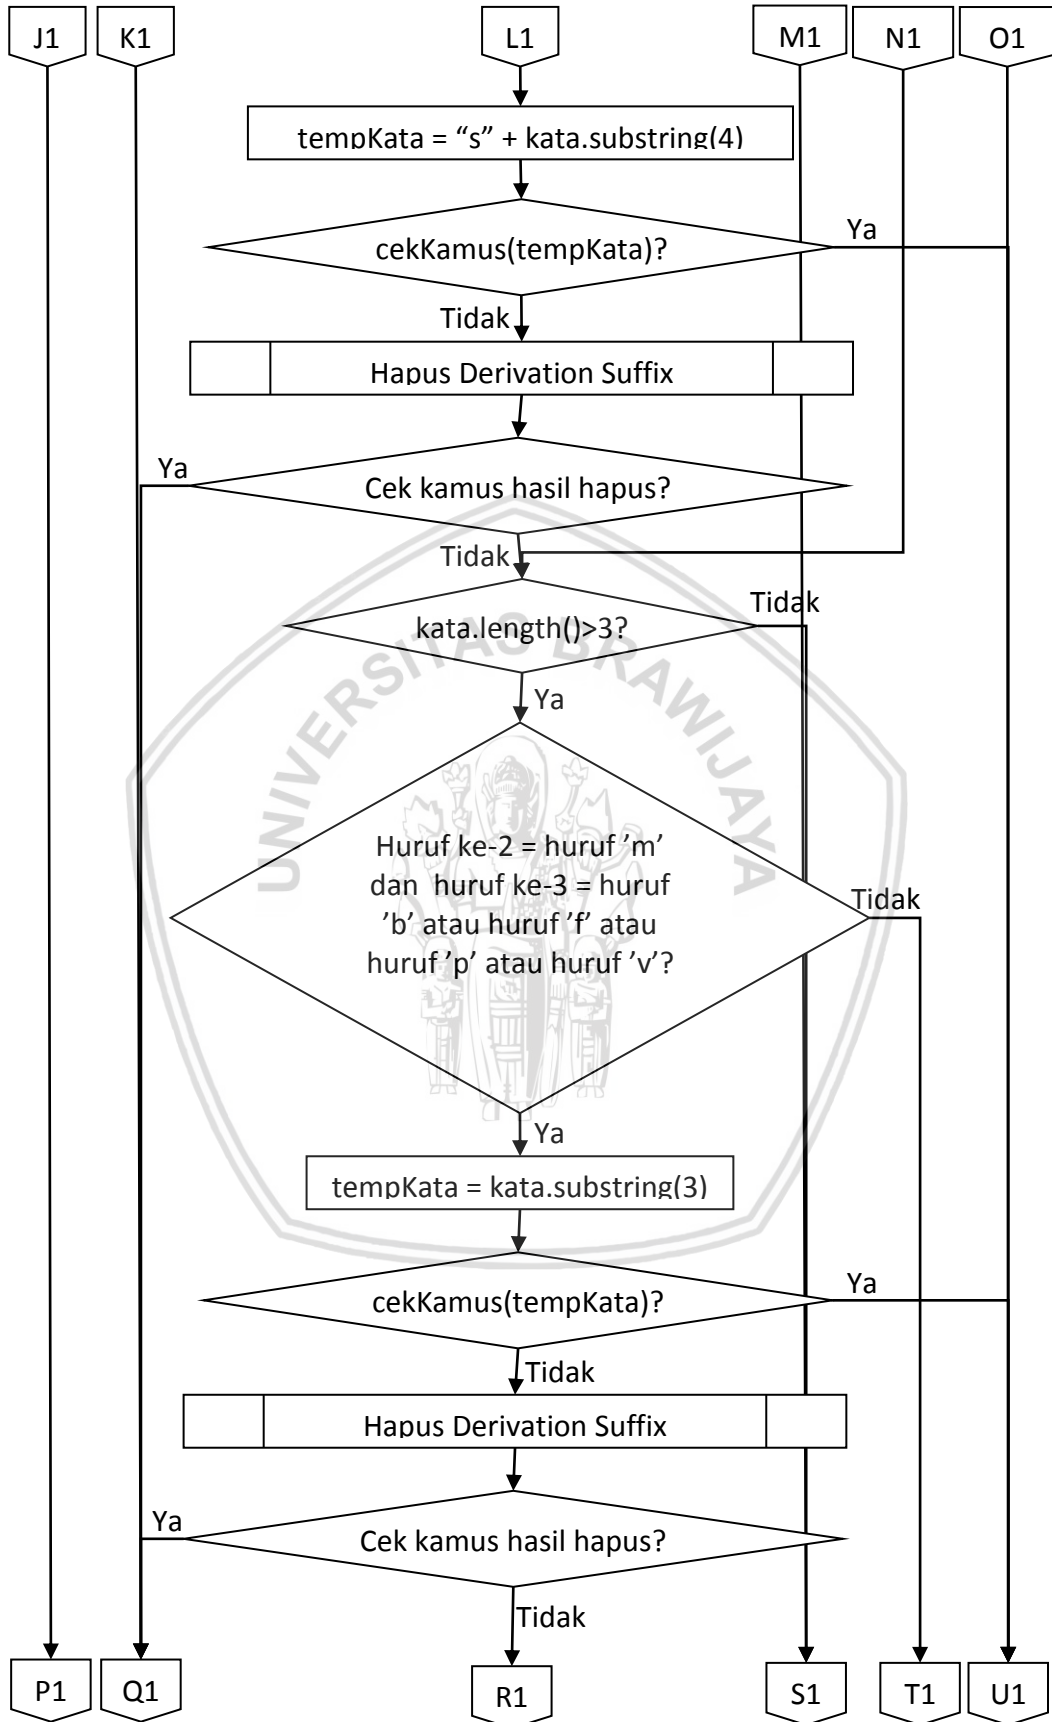 J1
K1
L1
M1
N1
O1
tempKata = “s” + kata.substring(4)
cekKamus(tempKata)?
Ya
Tidak
Hapus Derivation Suffix
Ya
Cek kamus hasil hapus?
Tidak
kata.length()>3?
Tidak
Ya
UNIVERSITAS BRAWIJAYA
Huruf ke-2 = huruf ’m’
dan huruf ke-3 = huruf
’b’ atau huruf ’f’ atau
huruf ’p’ atau huruf ’v’?
Tidak
Ya
tempKata = kata.substring(3)
cekKamus(tempKata)?
Ya
Tidak
Hapus Derivation Suffix
Ya
Cek kamus hasil hapus?
Tidak
P1
Q1
R1
S1
T1
U1